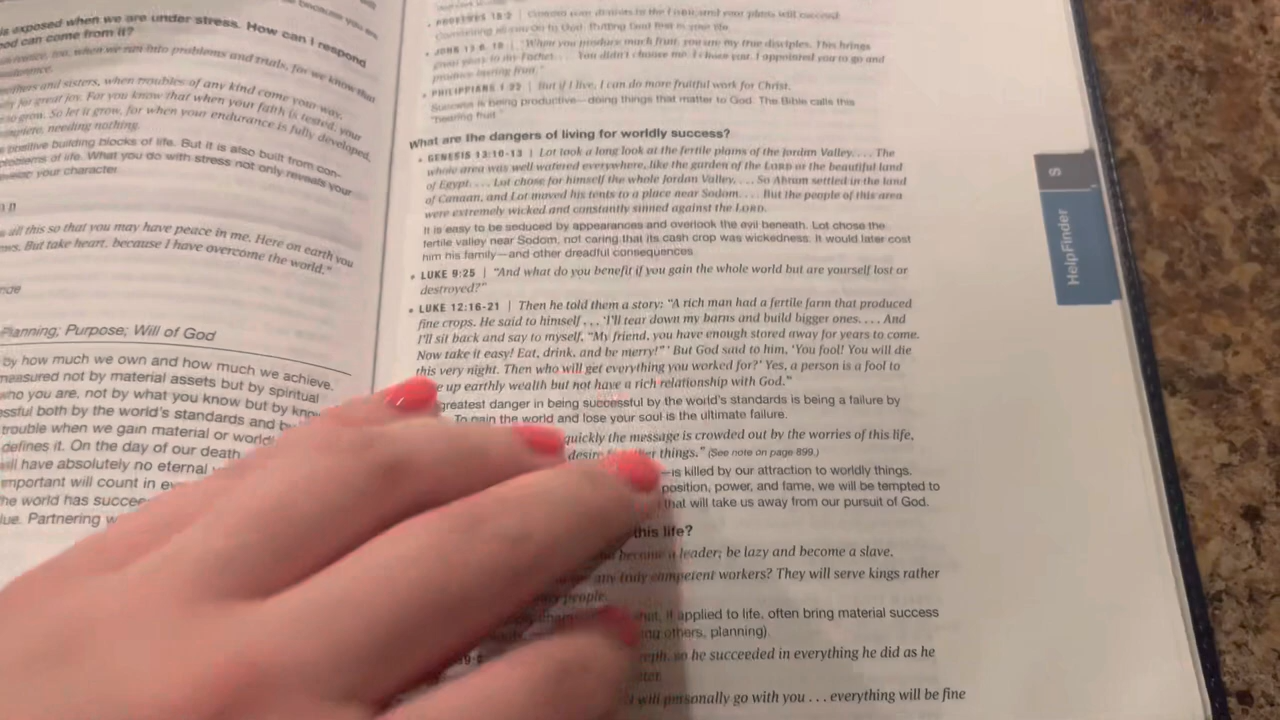 is exposed when we are under stress. How can I respond
good can come from it?
when we run into problems and trials, for we know that
brothers and sisters, when troubles of any kind come your way,
for great joy. For you know that when your faith is tested, your
to grow. So let it grow, for when your endurance is fully developed,
needing nothing.
positive building blocks of life. But it is also built from con-
problems of life. What you do with stress not only reveals your
your character
all this so that you may have peace in me. Here on earth you
But take heart, because I have overcome the world."
Planning; Purpose; Will of God
by how much we own and how much we achieve.
measured not by material assets but by spiritual
who you are, not by what you know but by
both by the world's standards and
trouble when we gain material or
defines it. On the day of our death
will have absolutely no eternal
important will count in
the world has
Partnering
PROVERBS 16:3 | your plans will succeed.
"When you produce much fruit, you are my true disciples. This brings
great glory to my Father. . . . You didn't choose me. I chose you. I appointed you to go and
produce lasting fruit."
PHILIPPIANS 1:22 | But if I live, I can do more fruitful work for Christ.
Success is being productive—doing things that matter to God. The Bible calls this
"bearing fruit"
What are the dangers of living for worldly success?
• GENESIS 13:10-13 | Lot took a long look at the fertile plains of the Jordan Valley. . . . The
whole area was well watered everywhere, like the garden of the LORD or the beautiful land
of Egypt. . . . Lot chose for himself the whole Jordan Valley. . . . So Abram settled in the land
of Canaan, and Lot moved his tents to a place near Sodom. . . . But the people of this area
were extremely wicked and constantly sinned against the LORD.
It is easy to be seduced by appearances and overlook the evil beneath. Lot chose the
fertile valley near Sodom, not caring that its cash crop was wickedness. It would later cost
him his family—and other dreadful consequences
• LUKE 9:25 | "And what do you benefit if you gain the whole world but are yourself lost or
destroyed?"
• LUKE 12:16-21 | Then he told them a story: "A rich man had a fertile farm that produced
fine crops. He said to himself . . . 'I'll tear down my barns and build bigger ones. . . . And
I'll sit back and say to myself, "My friend, you have enough stored away for years to come.
Now take it easy! Eat, drink, and be merry!"' But God said to him, 'You fool! You will die
this very night. Then who will get everything you worked for?' Yes, a person is a fool to
up earthly wealth but not have a rich relationship with God."
greatest danger in being successful by the world's standards is being a failure by
To gain the world and lose your soul is the ultimate failure.
quickly the message is crowded out by the worries of this life,
things." (See note on page 899.)
—is killed by our attraction to worldly things.
position, power, and fame, we will be tempted to
that will take us away from our pursuit of God.
this life?
become a leader; be lazy and become a slave.
any truly competent workers? They will serve kings rather
people.
if applied to life, often bring material success
others, planning).
so he succeeded in everything he did as he
I will personally go with you . . . everything will be fine
S
HelpFinder